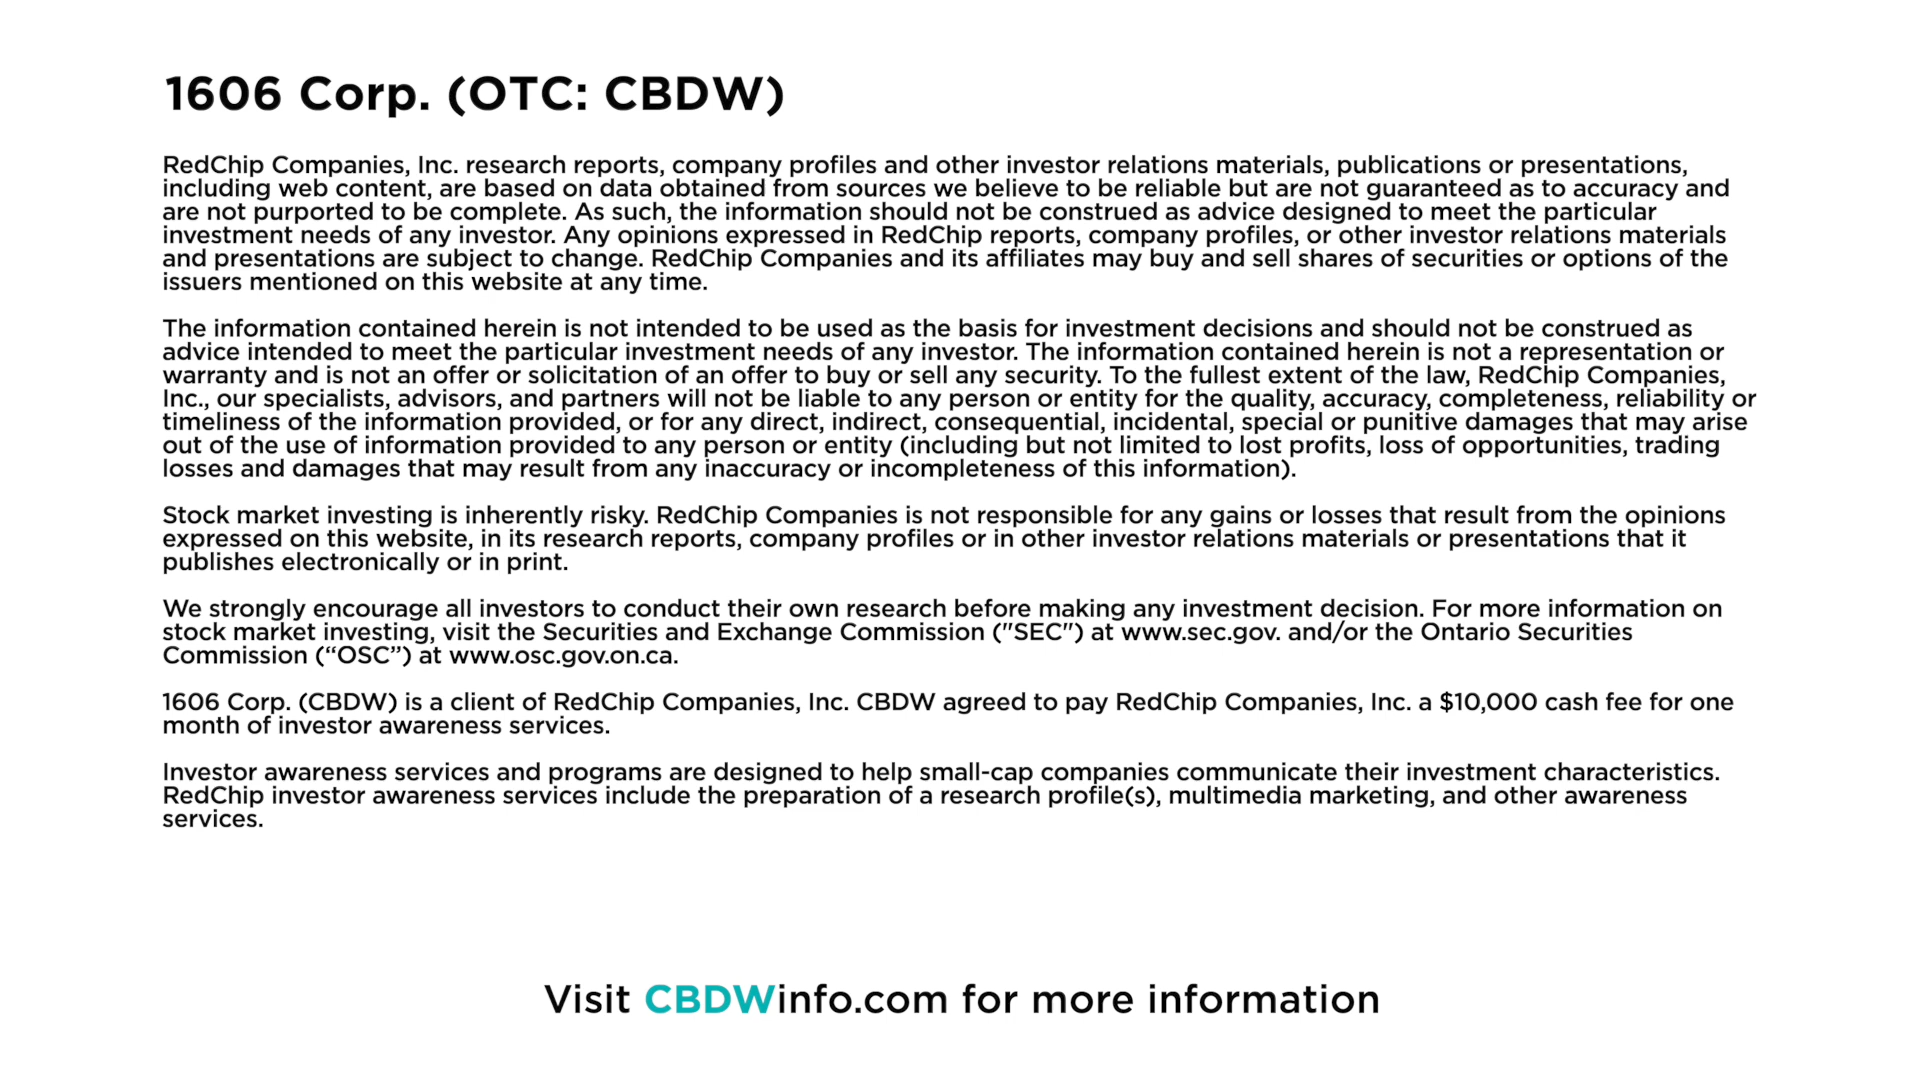 1606 Corp. (OTC: CBDW)
RedChip Companies, Inc. research reports, company profiles and other investor relations materials, publications or presentations,
including web content, are based on data obtained from sources we believe to be reliable but are not guaranteed as to accuracy and
are not purported to be complete. As such, the information should not be construed as advice designed to meet the particular
investment needs of any investor. Any opinions expressed in RedChip reports, company profiles, or other investor relations materials
and presentations are subject to change. RedChip Companies and its affiliates may buy and sell shares of securities or options of the
issuers mentioned on this website at any time.
The information contained herein is not intended to be used as the basis for investment decisions and should not be construed as
advice intended to meet the particular investment needs of any investor. The information contained herein is not a representation or
warranty and is not an offer or solicitation of an offer to buy or sell any security. To the fullest extent of the law, RedChip Companies,
Inc., our specialists, advisors, and partners will not be liable to any person or entity for the quality, accuracy, completeness, reliability or
timeliness of the information provided, or for any direct, indirect, consequential, incidental, special or punitive damages that may arise
out of the use of information provided to any person or entity (including but not limited to lost profits, loss of opportunities, trading
losses and damages that may result from any inaccuracy or incompleteness of this information).
Stock market investing is inherently risky. RedChip Companies is not responsible for any gains or losses that result from the opinions
expressed on this website, in its research reports, company profiles or in other investor relations materials or presentations that it
publishes electronically or in print.
We strongly encourage all investors to conduct their own research before making any investment decision. For more information on
stock market investing, visit the Securities and Exchange Commission ("SEC") at www.sec.gov. and/or the Ontario Securities
Commission (“OSC”) at www.osc.gov.on.ca.
1606 Corp. (CBDW) is a client of RedChip Companies, Inc. CBDW agreed to pay RedChip Companies, Inc. a $10,000 cash fee for one
month of investor awareness services.
Investor awareness services and programs are designed to help small-cap companies communicate their investment characteristics.
RedChip investor awareness services include the preparation of a research profile(s), multimedia marketing, and other awareness
services.
Visit CBDWinfo.com for more information